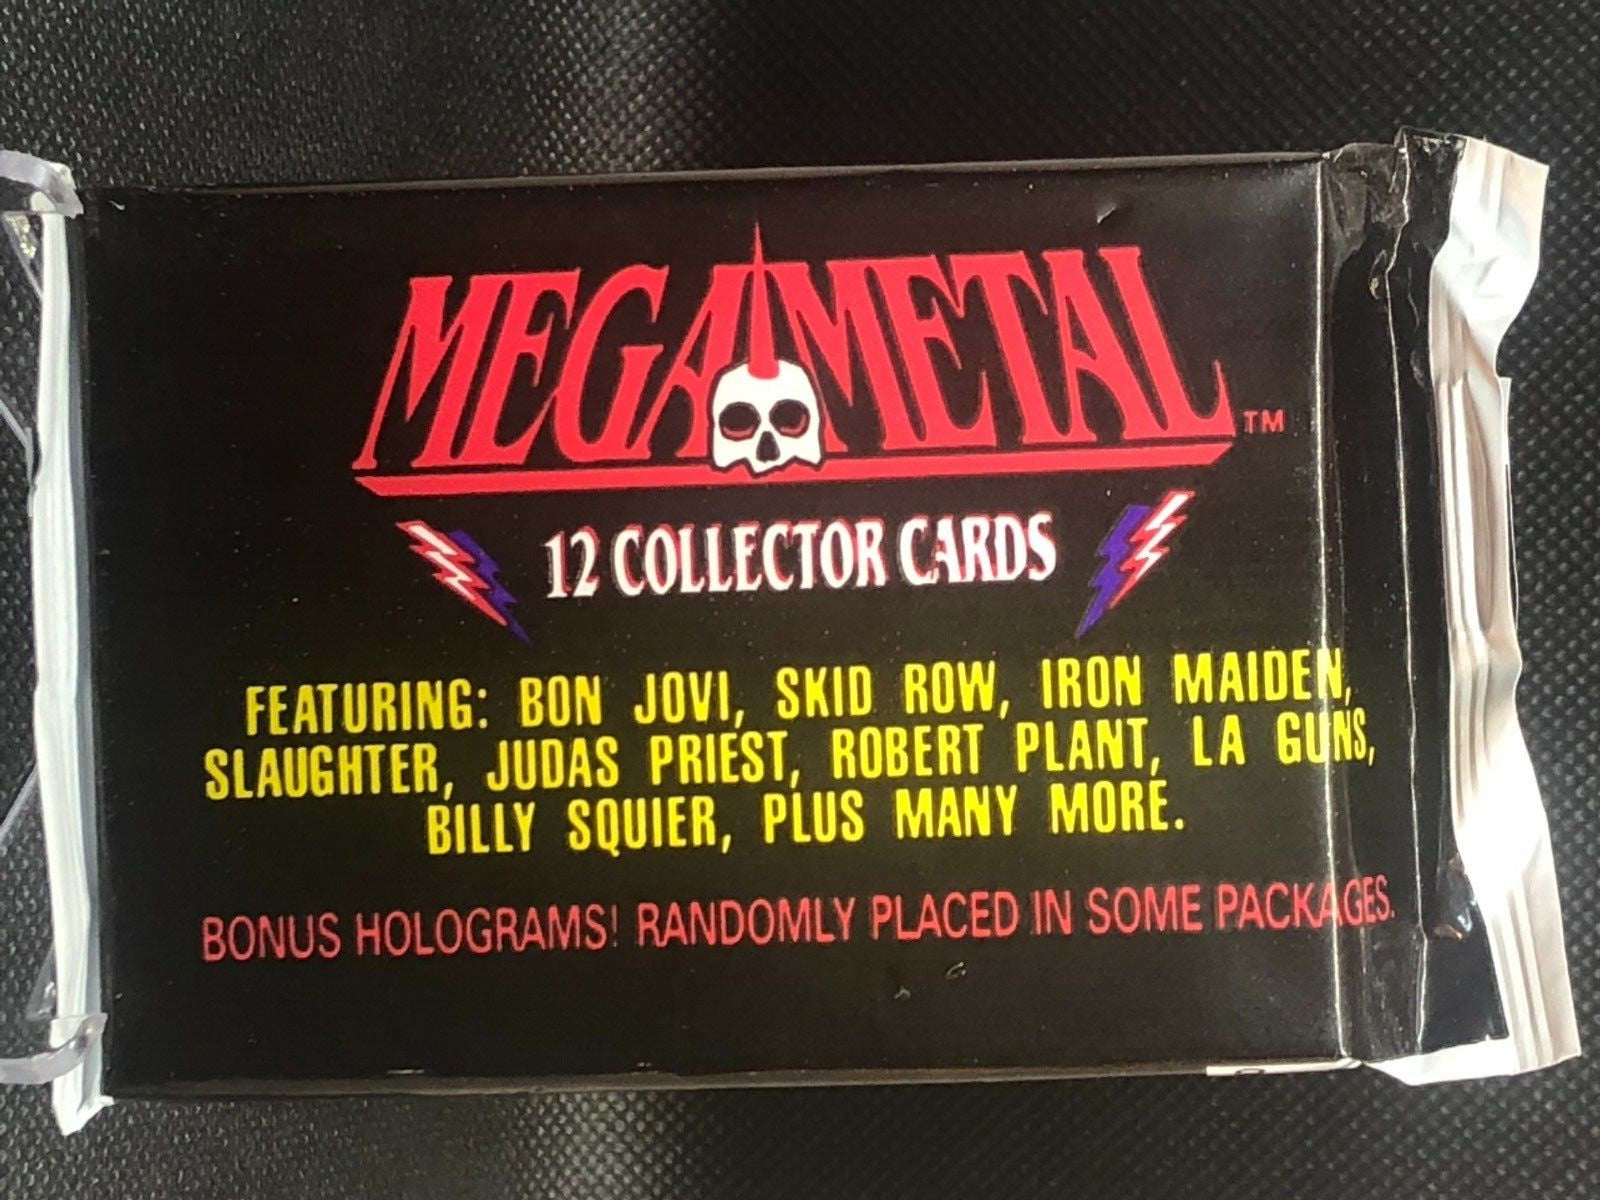 MEGAMETAL TM
12 COLLECTOR CARDS
FEATURING: BON JOVI, SKID ROW, IRON MAIDEN,
SLAUGHTER, JUDAS PRIEST, ROBERT PLANT, LA GUNS,
BILLY SQUIER, PLUS MANY MORE.
BONUS HOLOGRAMS! RANDOMLY PLACED IN SOME PACKAGES.